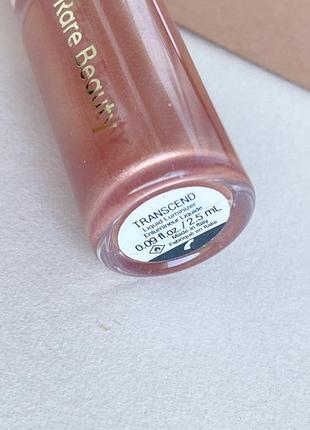 Rare Beauty
TRANSCEND
Liquid Luminizer
Enlumineur Liquide
0.09 fl.oz. / 2.5 mL
Made in Italy
Fabriqué en Italie